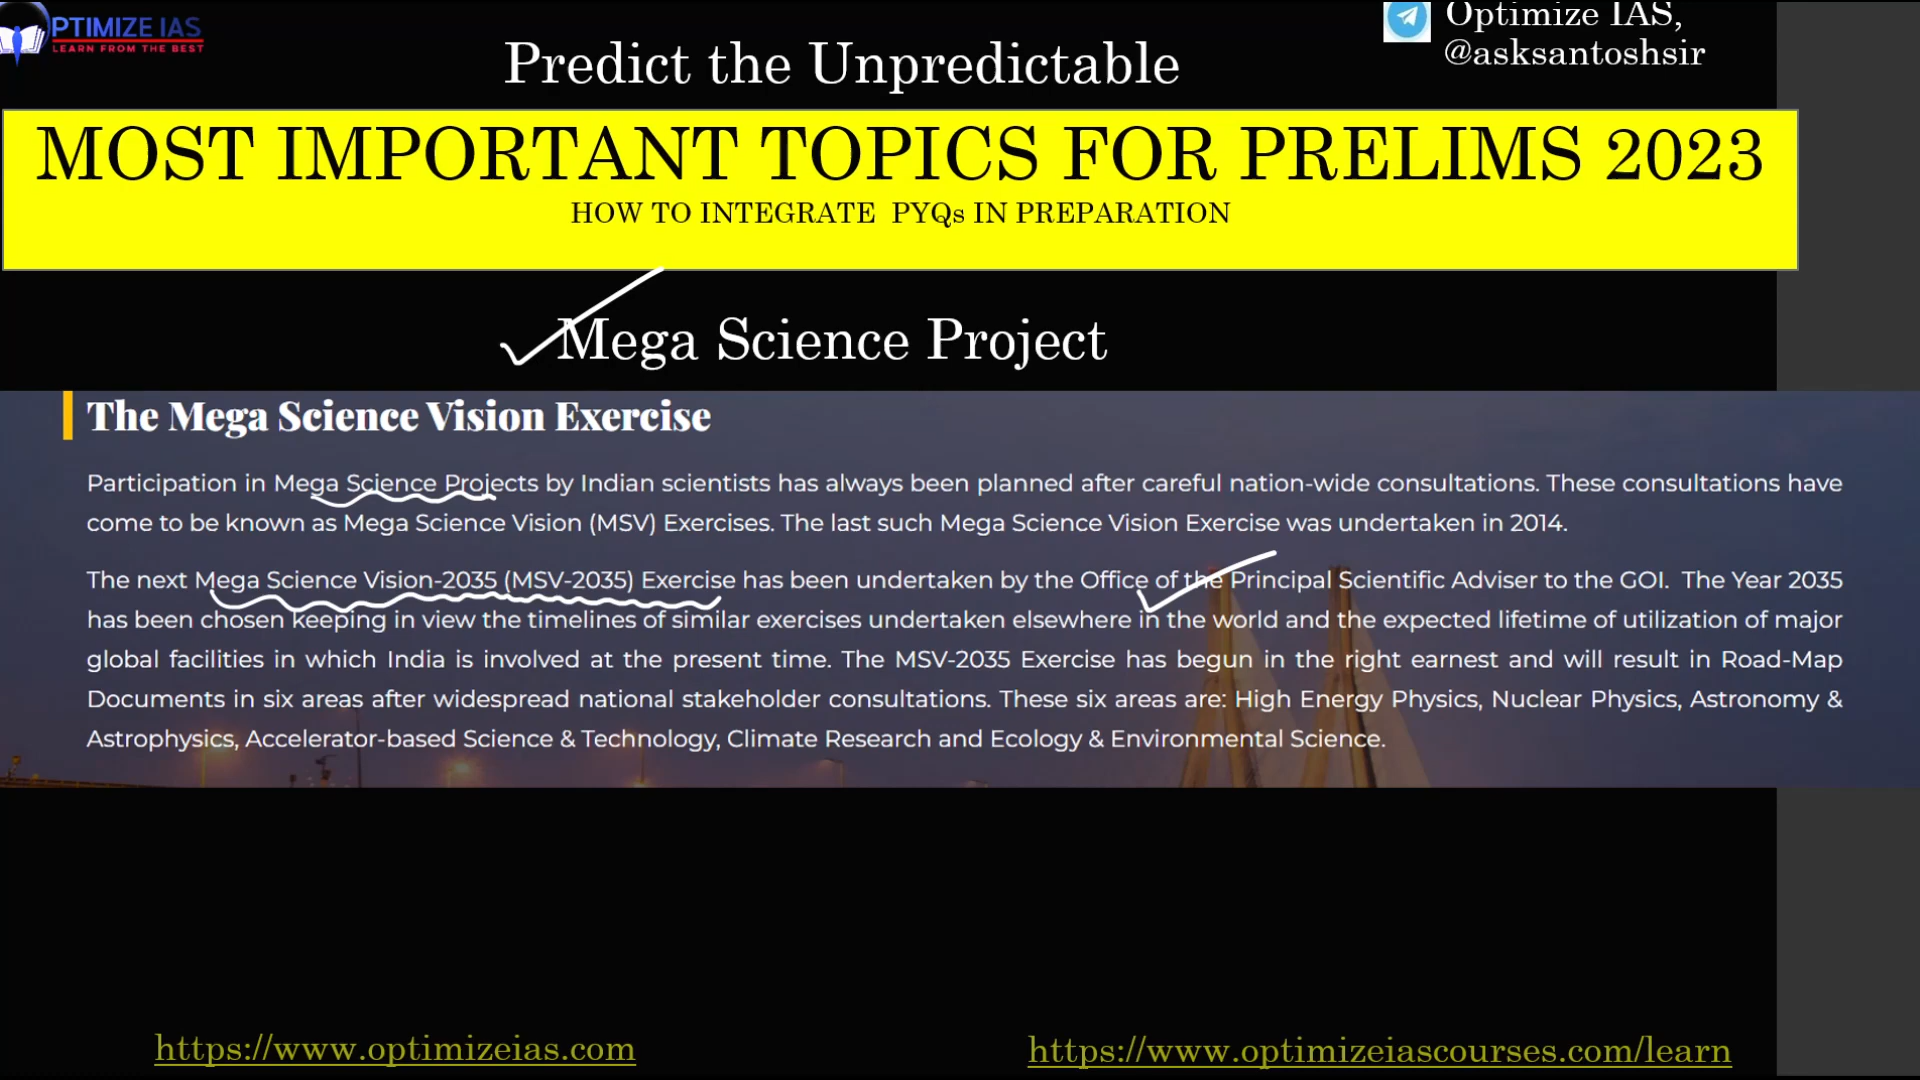 PTIMIZE IAS
LEARN FROM THE BEST
Optimize IAS,
@asksantoshsir
Predict the Unpredictable
MOST IMPORTANT TOPICS FOR PRELIMS 2023
HOW TO INTEGRATE PYQs IN PREPARATION
Mega Science Project
The Mega Science Vision Exercise
Participation in Mega Science Projects by Indian scientists has always been planned after careful nation-wide consultations. These consultations have
come to be known as Mega Science Vision (MSV) Exercises. The last such Mega Science Vision Exercise was undertaken in 2014.
The next Mega Science Vision-2035 (MSV-2035) Exercise has been undertaken by the Office of the Principal Scientific Adviser to the GOI. The Year 2035
has been chosen keeping in view the timelines of similar exercises undertaken elsewhere in the world and the expected lifetime of utilization of major
global facilities in which India is involved at the present time. The MSV-2035 Exercise has begun in the right earnest and will result in Road-Map
Documents in six areas after widespread national stakeholder consultations. These six areas are: High Energy Physics, Nuclear Physics, Astronomy &
Astrophysics, Accelerator-based Science & Technology, Climate Research and Ecology & Environmental Science.
https://www.optimizeias.com
https://www.optimizeiascourses.com/learn